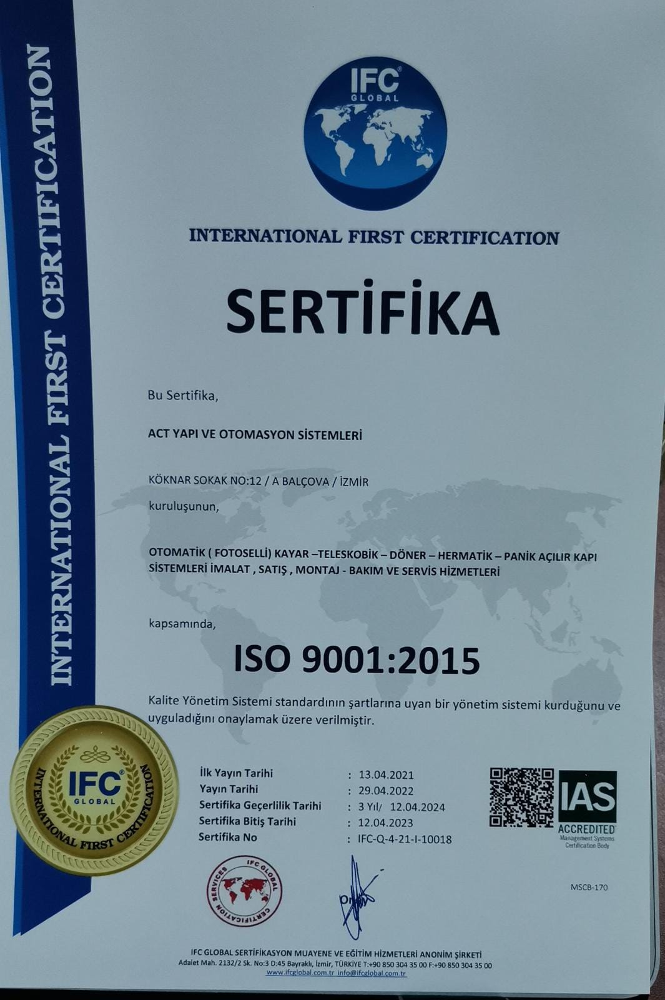 INTERNATIONAL FIRST CERTIFICATION
IFC®
GLOBAL
INTERNATIONAL FIRST CERTIFICATION
SERTİFİKA
Bu Sertifika,
ACT YAPI VE OTOMASYON SİSTEMLERİ
KÖKNAR SOKAK NO:12 / A BALÇOVA / İZMİR
kuruluşunun,
OTOMATİK ( FOTOSELLİ) KAYAR –TELESKOBİK – DÖNER – HERMATİK – PANİK AÇILIR KAPI
SİSTEMLERİ İMALAT , SATIŞ , MONTAJ - BAKIM VE SERVİS HİZMETLERİ
kapsamında,
ISO 9001:2015
Kalite Yönetim Sistemi standardının şartlarına uyan bir yönetim sistemi kurduğunu ve
uyguladığını onaylamak üzere verilmiştir.
IFC®
GLOBAL
INTERNATIONAL FIRST CERTIFICATION
İlk Yayın Tarihi : 13.04.2021
Yayın Tarihi : 29.04.2022
Sertifika Geçerlilik Tarihi : 3 Yıl/ 12.04.2024
Sertifika Bitiş Tarihi : 12.04.2023
Sertifika No : IFC-Q-4-21-I-10018
IAS
ACCREDITED
Management Systems
Certification Body
MSCB-170
IFC GLOBAL
CERTIFICATION SERVICES
IFC GLOBAL SERTİFİKASYON MUAYENE VE EĞİTİM HİZMETLERİ ANONİM ŞİRKETİ
Adalet Mah. 2132/2 Sk. No:3 D:45 Bayraklı, İzmir, TÜRKİYE T:+90 850 304 35 00 F:+90 850 304 35 00
www.ifcglobal.com.tr info@ifcglobal.com.tr